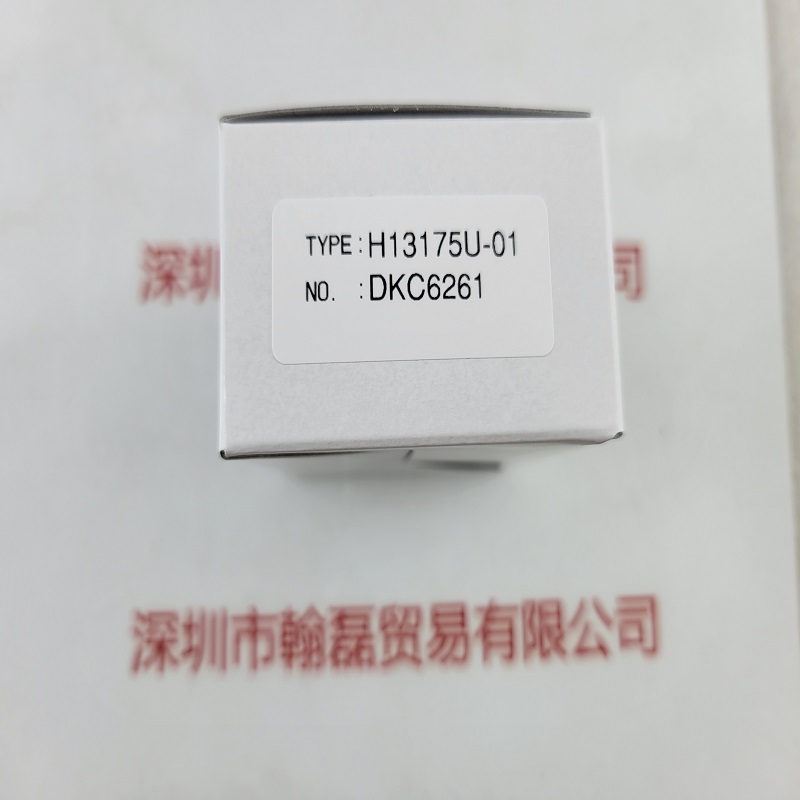 TYPE:H13175U-01
NO. :DKC6261
深圳 公司
深圳市翰磊贸易有限公司